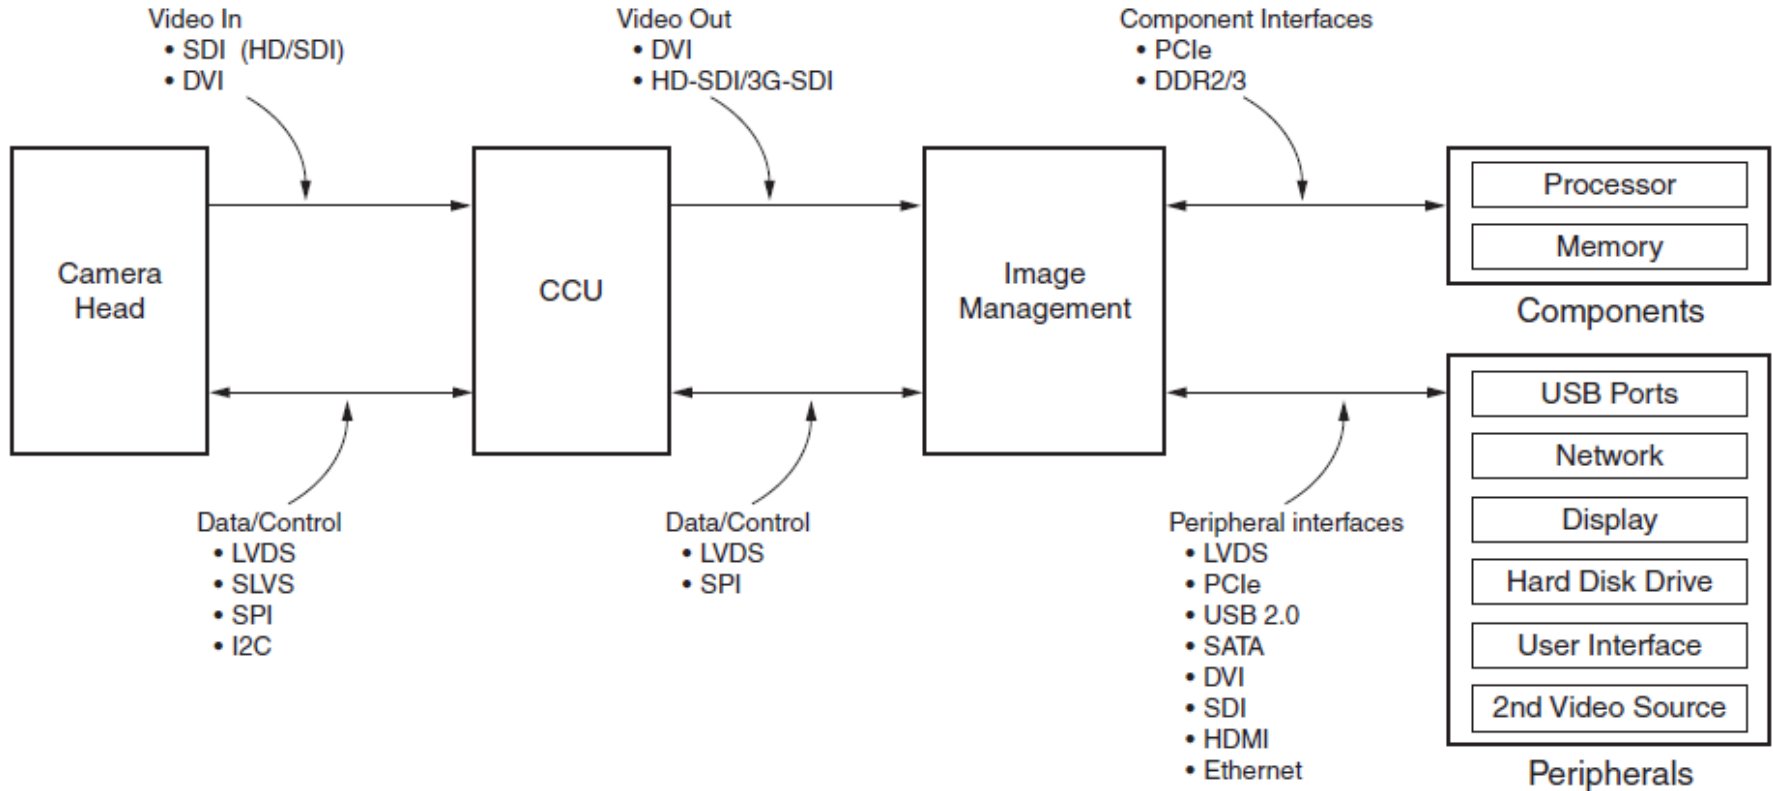 Video In
• SDI (HD/SDI)
• DVI
Video Out
• DVI
• HD-SDI/3G-SDI
Component Interfaces
• PCIe
• DDR2/3
Camera
Head
CCU
Image
Management
Processor
Memory
Components
USB Ports
Network
Display
Hard Disk Drive
User Interface
2nd Video Source
Peripherals
Data/Control
• LVDS
• SLVS
• SPI
• I2C
Data/Control
• LVDS
• SPI
Peripheral interfaces
• LVDS
• PCIe
• USB 2.0
• SATA
• DVI
• SDI
• HDMI
• Ethernet